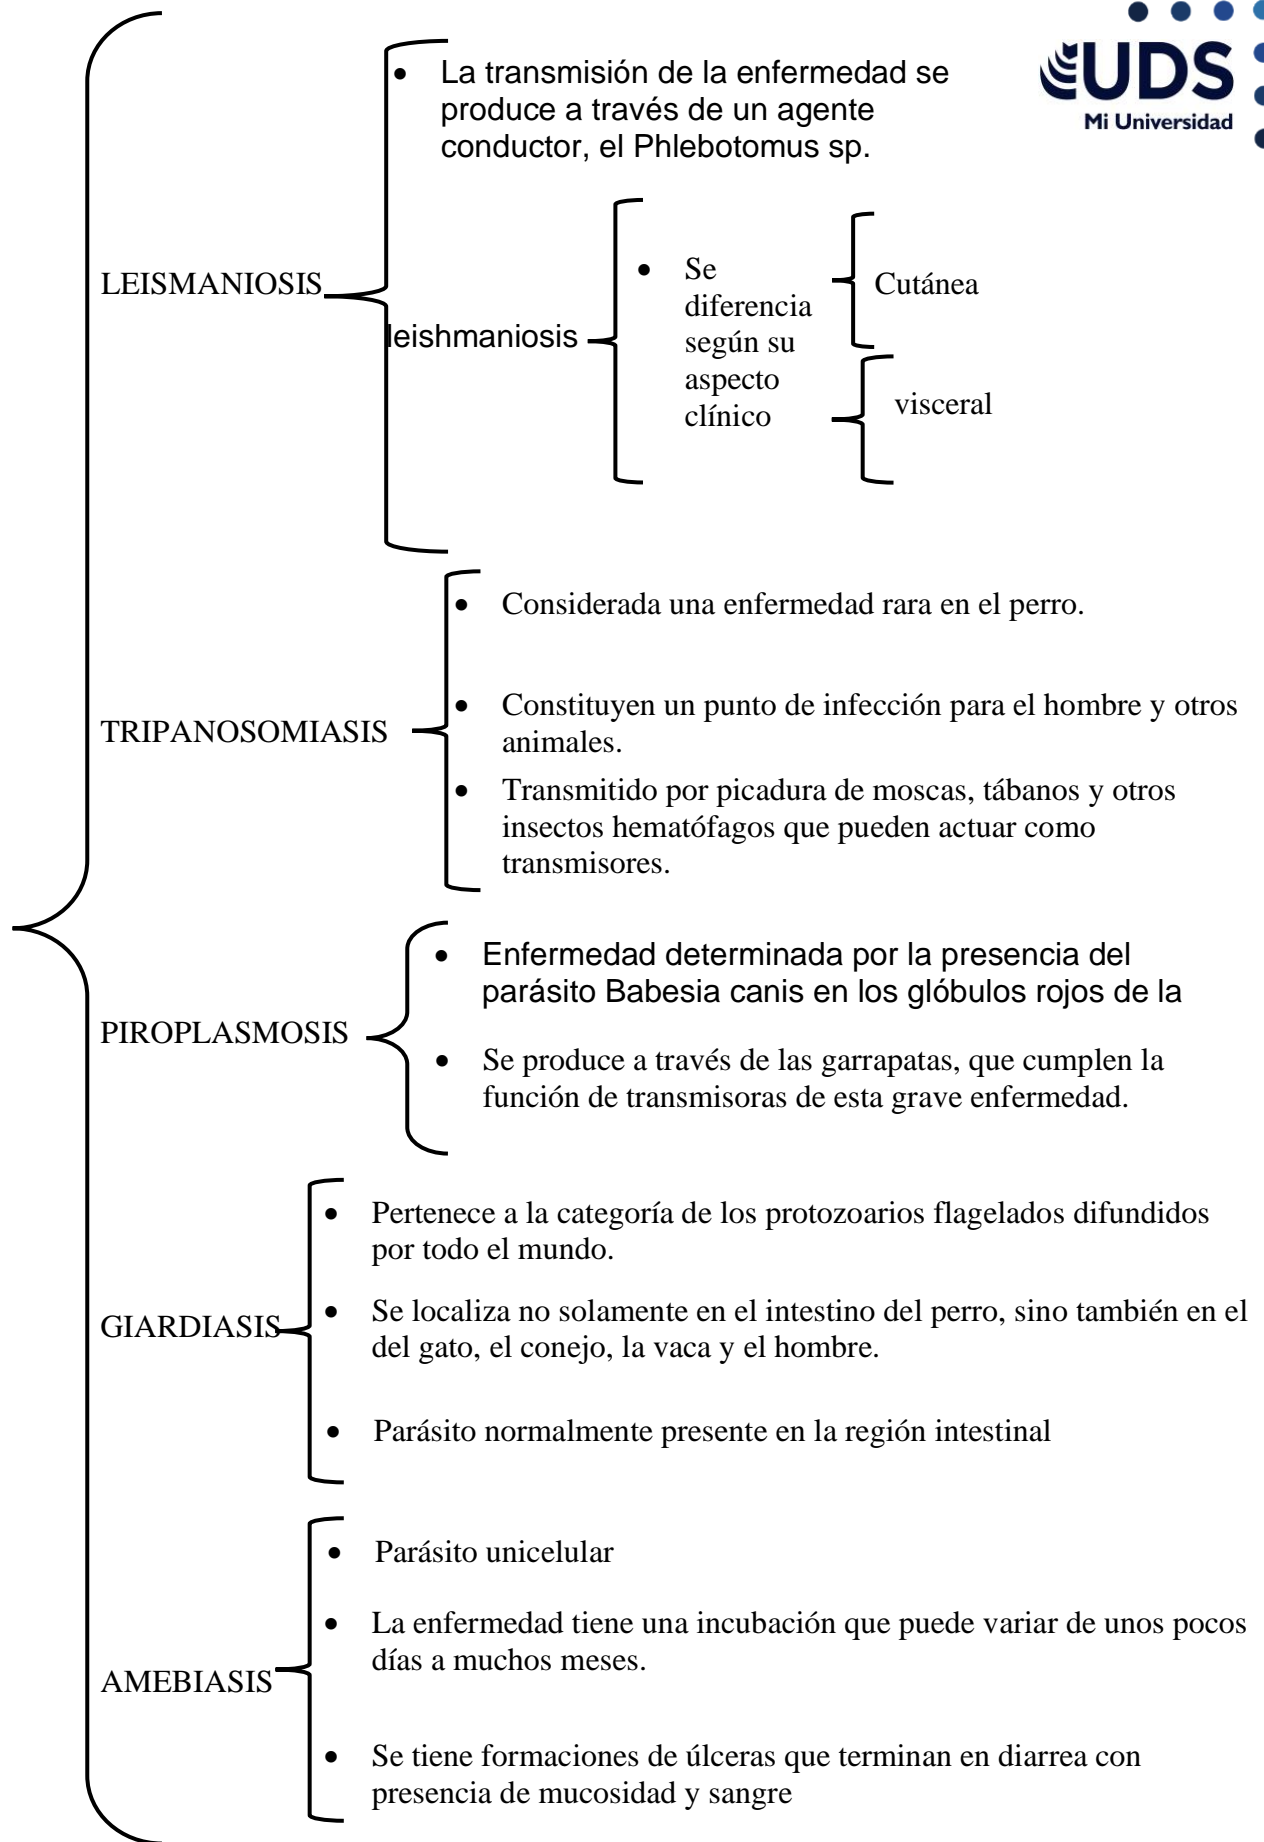 UDS
Mi Universidad
La transmisión de la enfermedad se
produce a través de un agente
conductor, el Phlebotomus sp.
LEISMANIOSIS
leishmaniosis
Se
diferencia
según su
aspecto
clínico
Cutánea
visceral
Considerada una enfermedad rara en el perro.
TRIPANOSOMIASIS
Constituyen un punto de infección para el hombre y otros
animales.
Transmitido por picadura de moscas, tábanos y otros
insectos hematófagos que pueden actuar como
transmisores.
Enfermedad determinada por la presencia del
parásito Babesia canis en los glóbulos rojos de la
PIROPLASMOSIS
Se produce a través de las garrapatas, que cumplen la
función de transmisoras de esta grave enfermedad.
Pertenece a la categoría de los protozoarios flagelados difundidos
por todo el mundo.
GIARDIASIS
Se localiza no solamente en el intestino del perro, sino también en el
del gato, el conejo, la vaca y el hombre.
Parásito normalmente presente en la región intestinal
Parásito unicelular
La enfermedad tiene una incubación que puede variar de unos pocos
días a muchos meses.
AMEBIASIS
Se tiene formaciones de úlceras que terminan en diarrea con
presencia de mucosidad y sangre